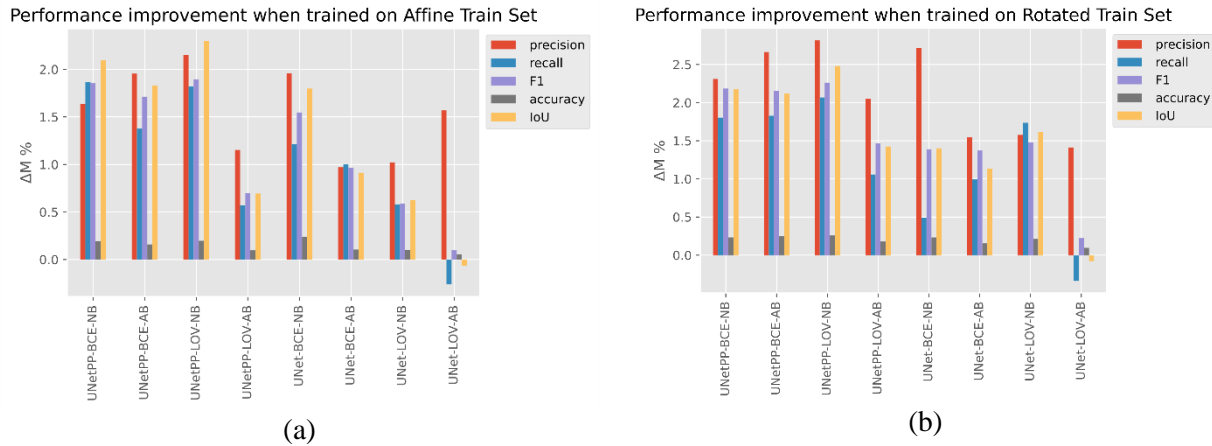 Performance improvement when trained on Affine Train Set
ΔM %
2.0
1.5
1.0
0.5
0.0
precision
recall
F1
accuracy
IoU
UNetPP-BCE-NB
UNetPP-BCE-AB
UNetPP-LOV-NB
UNetPP-LOV-AB
UNet-BCE-NB
UNet-BCE-AB
UNet-LOV-NB
UNet-LOV-AB
(a)
Performance improvement when trained on Rotated Train Set
ΔM %
2.5
2.0
1.5
1.0
0.5
0.0
precision
recall
F1
accuracy
IoU
UNetPP-BCE-NB
UNetPP-BCE-AB
UNetPP-LOV-NB
UNetPP-LOV-AB
UNet-BCE-NB
UNet-BCE-AB
UNet-LOV-NB
UNet-LOV-AB
(b)